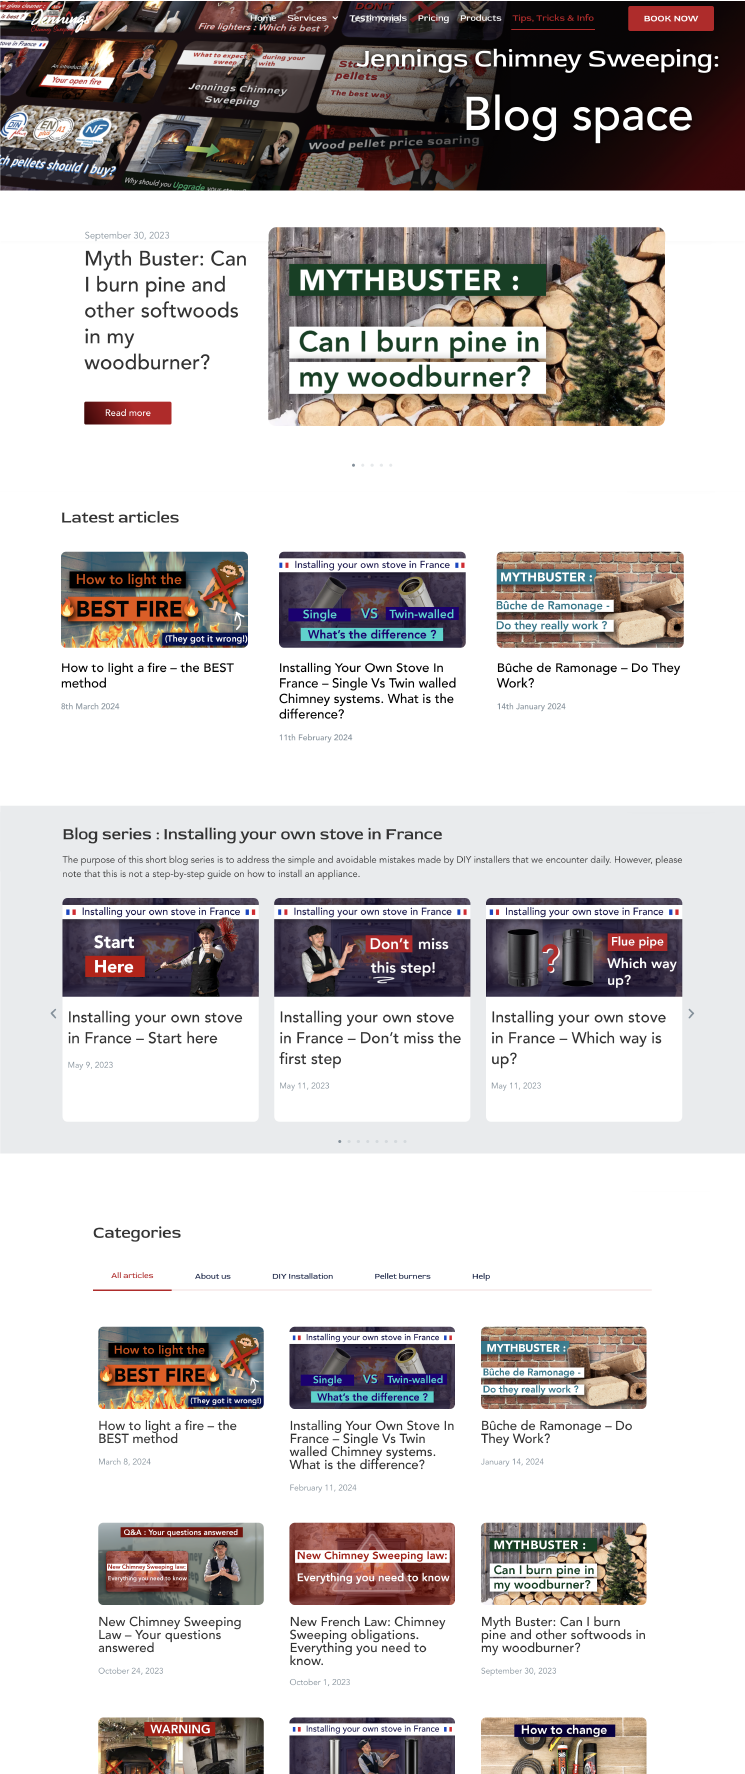 Jennings
Home Services Testimonials Pricing Products Tips, Tricks & Info BOOK NOW
Jennings Chimney Sweeping:
Blog space
Fire lighters : Which is best ?
Your open fire
What to expect during your
sweep with
Jennings Chimney
Sweeping
DON'T
pellets
The best way
DIN EN NF
ch pellets should I buy?
Why should you Upgrade your
Wood pellet price soaring
September 30, 2023
Myth Buster: Can
I burn pine and
other softwoods
in my
woodburner?
Read more
MYTHBUSTER :
Can I burn pine in
my woodburner?
Latest articles
How to light the
BEST FIRE
(They got it wrong!)
How to light a fire – the BEST
method
8th March 2024
Installing your own stove in France
Single VS Twin-walled
What's the difference ?
Installing Your Own Stove In
France – Single Vs Twin walled
Chimney systems. What is the
difference?
11th February 2024
MYTHBUSTER :
Bûche de Ramonage -
Do they really work ?
Bûche de Ramonage – Do They
Work?
14th January 2024
Blog series : Installing your own stove in France
The purpose of this short blog series is to address the simple and avoidable mistakes made by DIY installers that we encounter daily. However, please
note that this is not a step-by-step guide on how to install an appliance.
Installing your own stove in France
Start
Here
Installing your own stove
in France – Start here
May 9, 2023
Installing your own stove in France
Don't miss
this step!
Installing your own stove
in France – Don't miss the
first step
May 11, 2023
Installing your own stove in France
Flue pipe
Which way
up?
Installing your own stove
in France – Which way is
up?
May 11, 2023
Categories
All articles About us DIY Installation Pellet burners Help
How to light the
BEST FIRE
(They got it wrong!)
How to light a fire – the
BEST method
March 8, 2024
Installing your own stove in France
Single VS Twin-walled
What's the difference ?
Installing Your Own Stove In
France – Single Vs Twin
walled Chimney systems.
What is the difference?
February 11, 2024
MYTHBUSTER :
Bûche de Ramonage -
Do they really work ?
Bûche de Ramonage – Do
They Work?
January 14, 2024
Q&A : Your questions answered
New Chimney Sweeping law:
Everything you need to know
New Chimney Sweeping
Law – Your questions
answered
October 24, 2023
New Chimney Sweeping law:
Everything you need to know
New French Law: Chimney
Sweeping obligations.
Everything you need to
know.
October 1, 2023
MYTHBUSTER :
Can I burn pine in
my woodburner?
Myth Buster: Can I burn
pine and other softwoods in
my woodburner?
September 30, 2023
WARNING
Installing your own stove in France
How to change